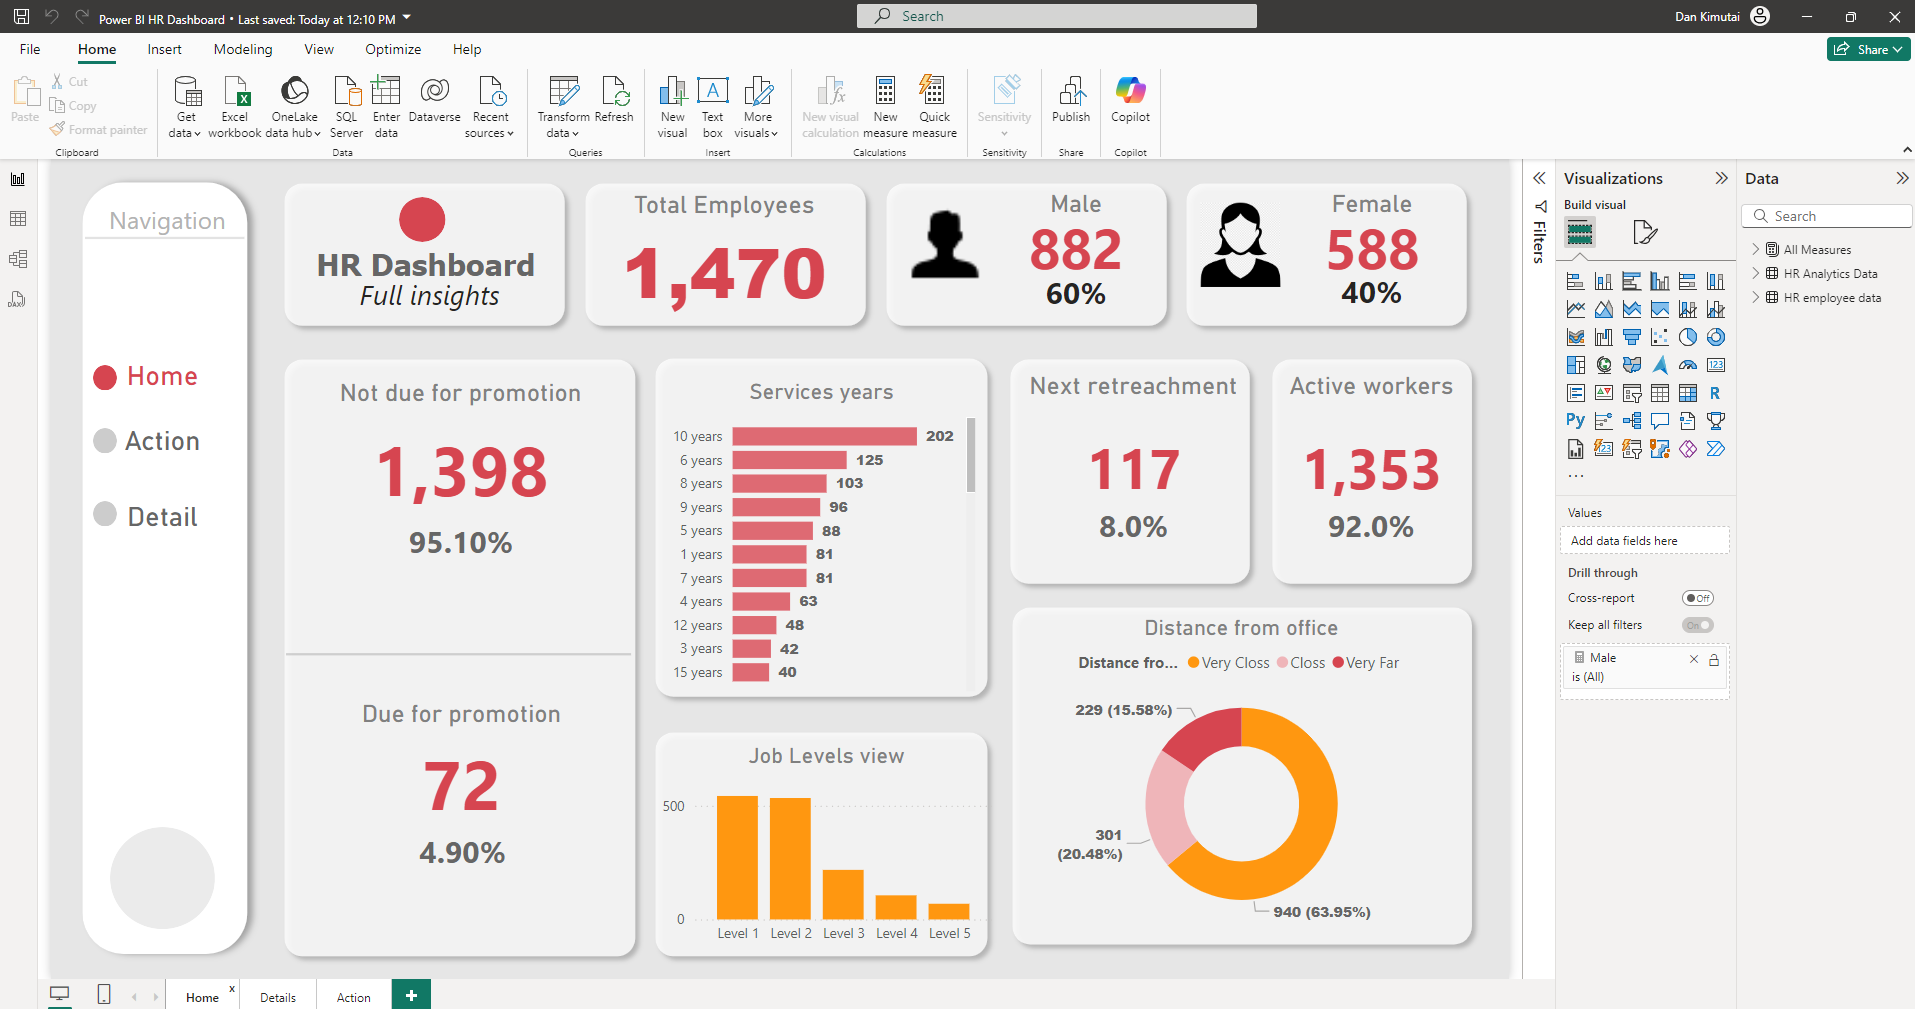 Power BI HR Dashboard • Last saved: Today at 12:10 PM
Search
Dan Kimutai
File Home Insert Modeling View Optimize Help
Share
Paste
Cut
Copy
Format painter
Clipboard
Get data
Excel workbook
OneLake data hub
SQL Server
Enter data
Dataverse
Recent sources
Data
Transform data
Refresh
Queries
New visual
Text box
More visuals
Insert
New visual calculation
New measure
Quick measure
Calculations
Sensitivity
Sensitivity
Publish
Share
Copilot
Copilot
Navigation
Home
Action
Detail
HR Dashboard
Full insights
Total Employees
1,470
Male
882
60%
Female
588
40%
Not due for promotion
1,398
95.10%
Due for promotion
72
4.90%
Services years
10 years 202
6 years 125
8 years 103
9 years 96
5 years 88
1 years 81
7 years 81
4 years 63
12 years 48
3 years 42
15 years 40
Next retreachment
117
8.0%
Active workers
1,353
92.0%
Job Levels view
500
0
Level 1 Level 2 Level 3 Level 4 Level 5
Distance from office
Distance fro... Very Closs Closs Very Far
229 (15.58%)
301
(20.48%)
940 (63.95%)
Filters
Visualizations
Build visual
123
R
Py
123
...
Values
Add data fields here
Drill through
Cross-report Off
Keep all filters On
Male
is (All)
Data
Search
All Measures
HR Analytics Data
HR employee data
DAX
Home x
Details
Action
+